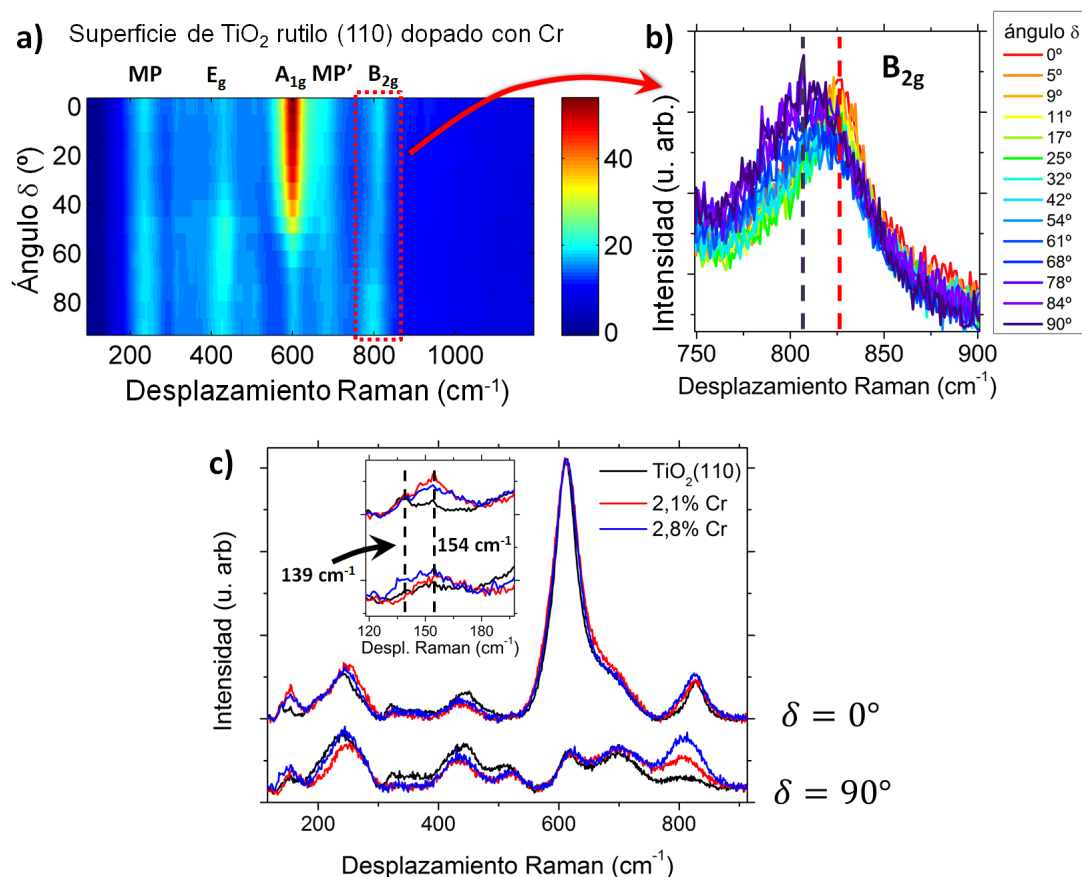 a) Superficie de TiO2 rutilo (110) dopado con Cr
MP Eg A1g MP' B2g
0
20
40
60
80
Ángulo δ (º)
200 400 600 800 1000
Desplazamiento Raman (cm-1)
40
20
0
b)
B2g
Intensidad (u. arb.)
750 800 850 900
Desplazamiento Raman (cm-1)
ángulo δ
0º
5º
9º
11º
17º
25º
32º
42º
54º
61º
68º
78º
84º
90º
c)
TiO2(110)
2,1% Cr
2,8% Cr
139 cm-1
154 cm-1
120 150 180
Despl. Raman (cm-1)
Intensidad (u. arb)
δ = 0°
δ = 90°
200 400 600 800
Desplazamiento Raman (cm-1)